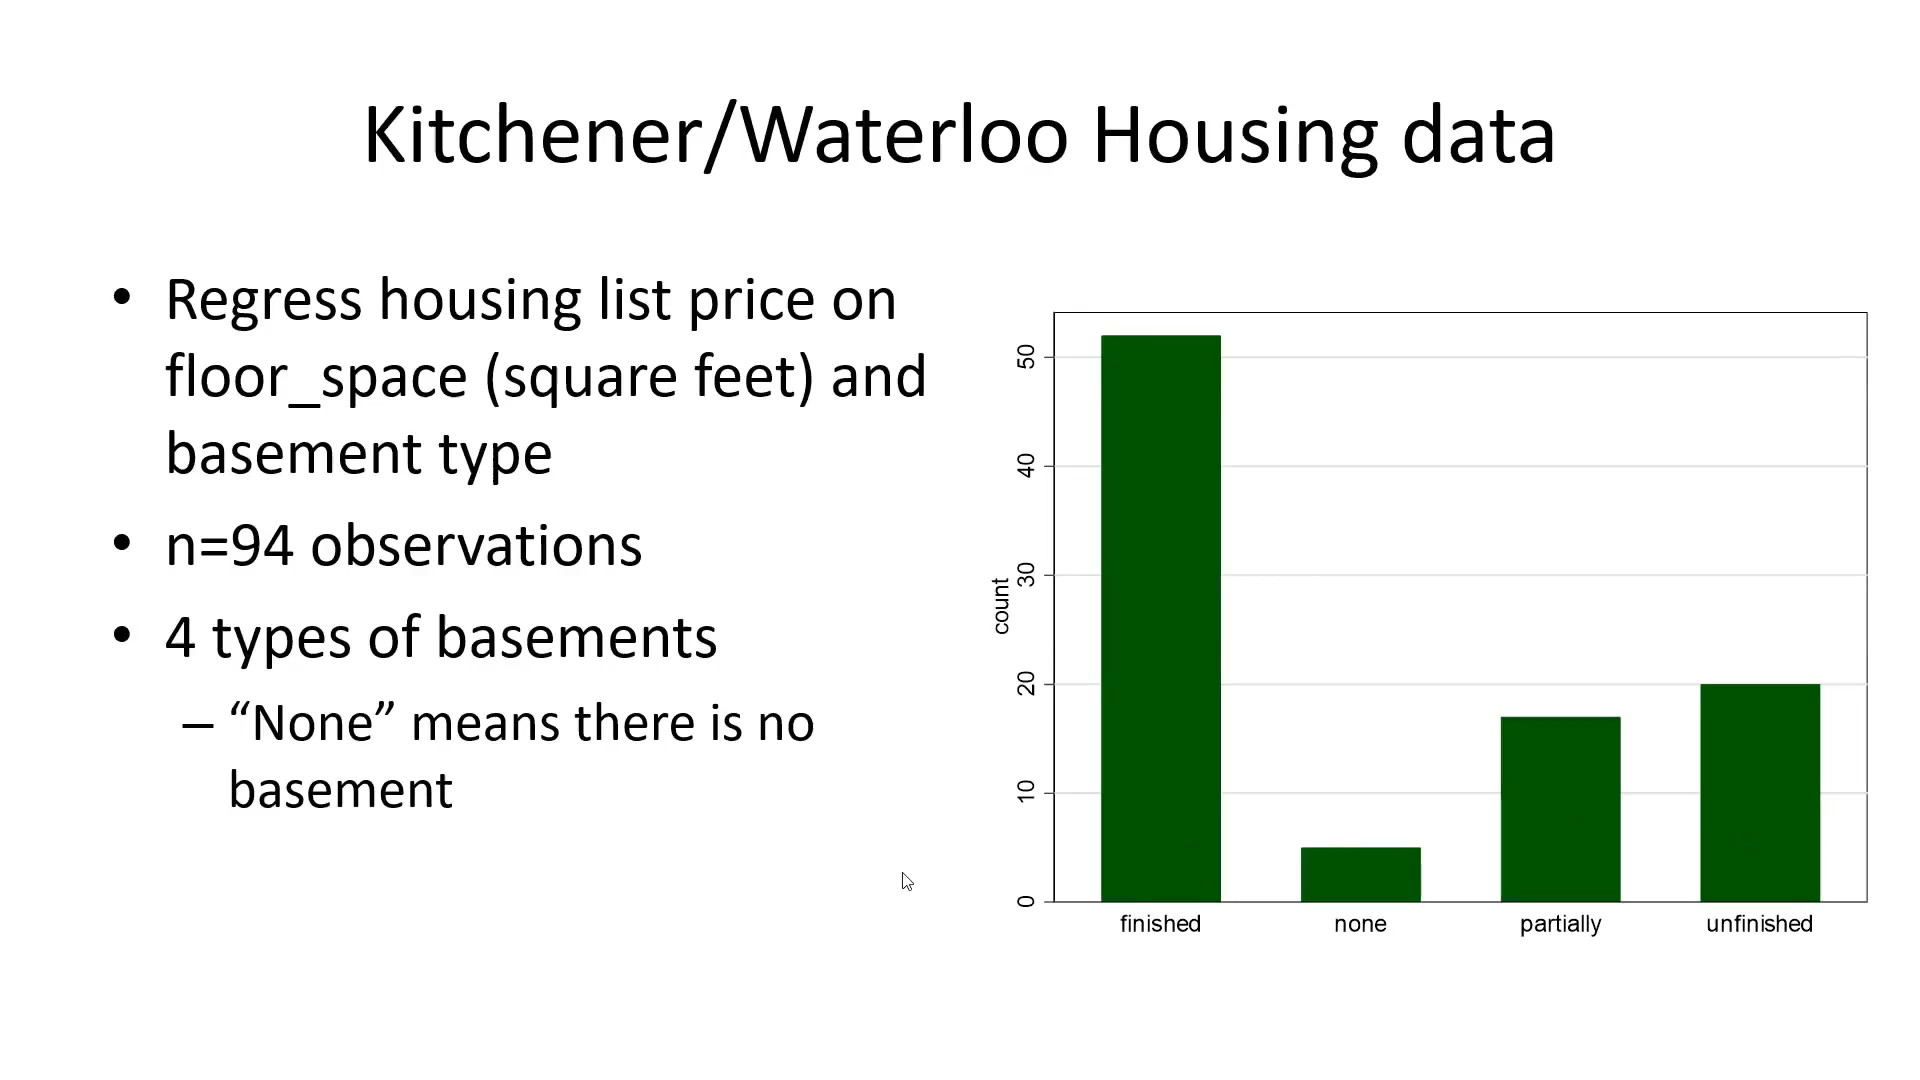 Kitchener/Waterloo Housing data
• Regress housing list price on
floor_space (square feet) and
basement type
• n=94 observations
• 4 types of basements
– “None” means there is no
basement
count
50
40
30
20
10
0
finished none partially unfinished